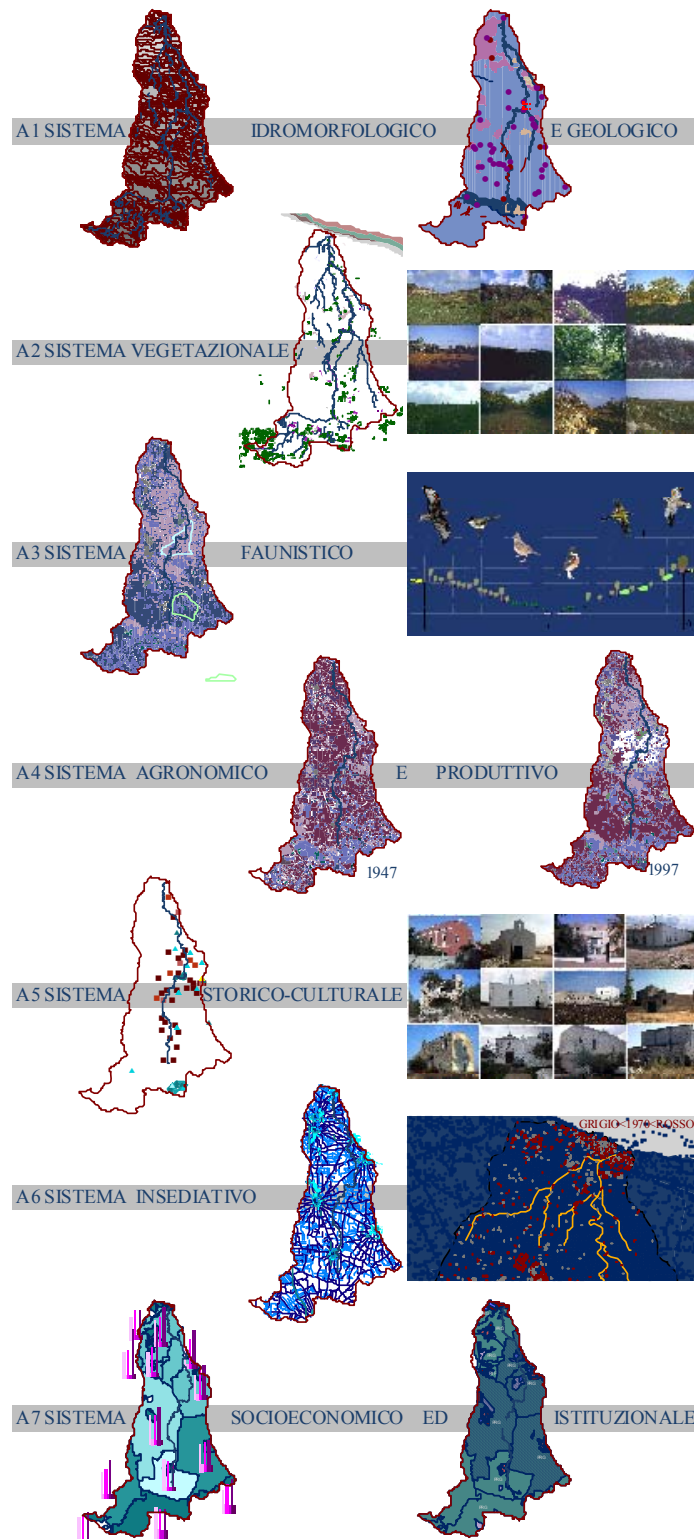 A1 SISTEMA IDROMORFOLOGICO E GEOLOGICO
A2 SISTEMA VEGETAZIONALE
A3 SISTEMA FAUNISTICO
A4 SISTEMA AGRONOMICO E PRODUTTIVO
1947
1997
A5 SISTEMA STORICO-CULTURALE
GRIGIO<1970<ROSSO
A6 SISTEMA INSEDIATIVO
A7 SISTEMA SOCIOECONOMICO ED ISTITUZIONALE